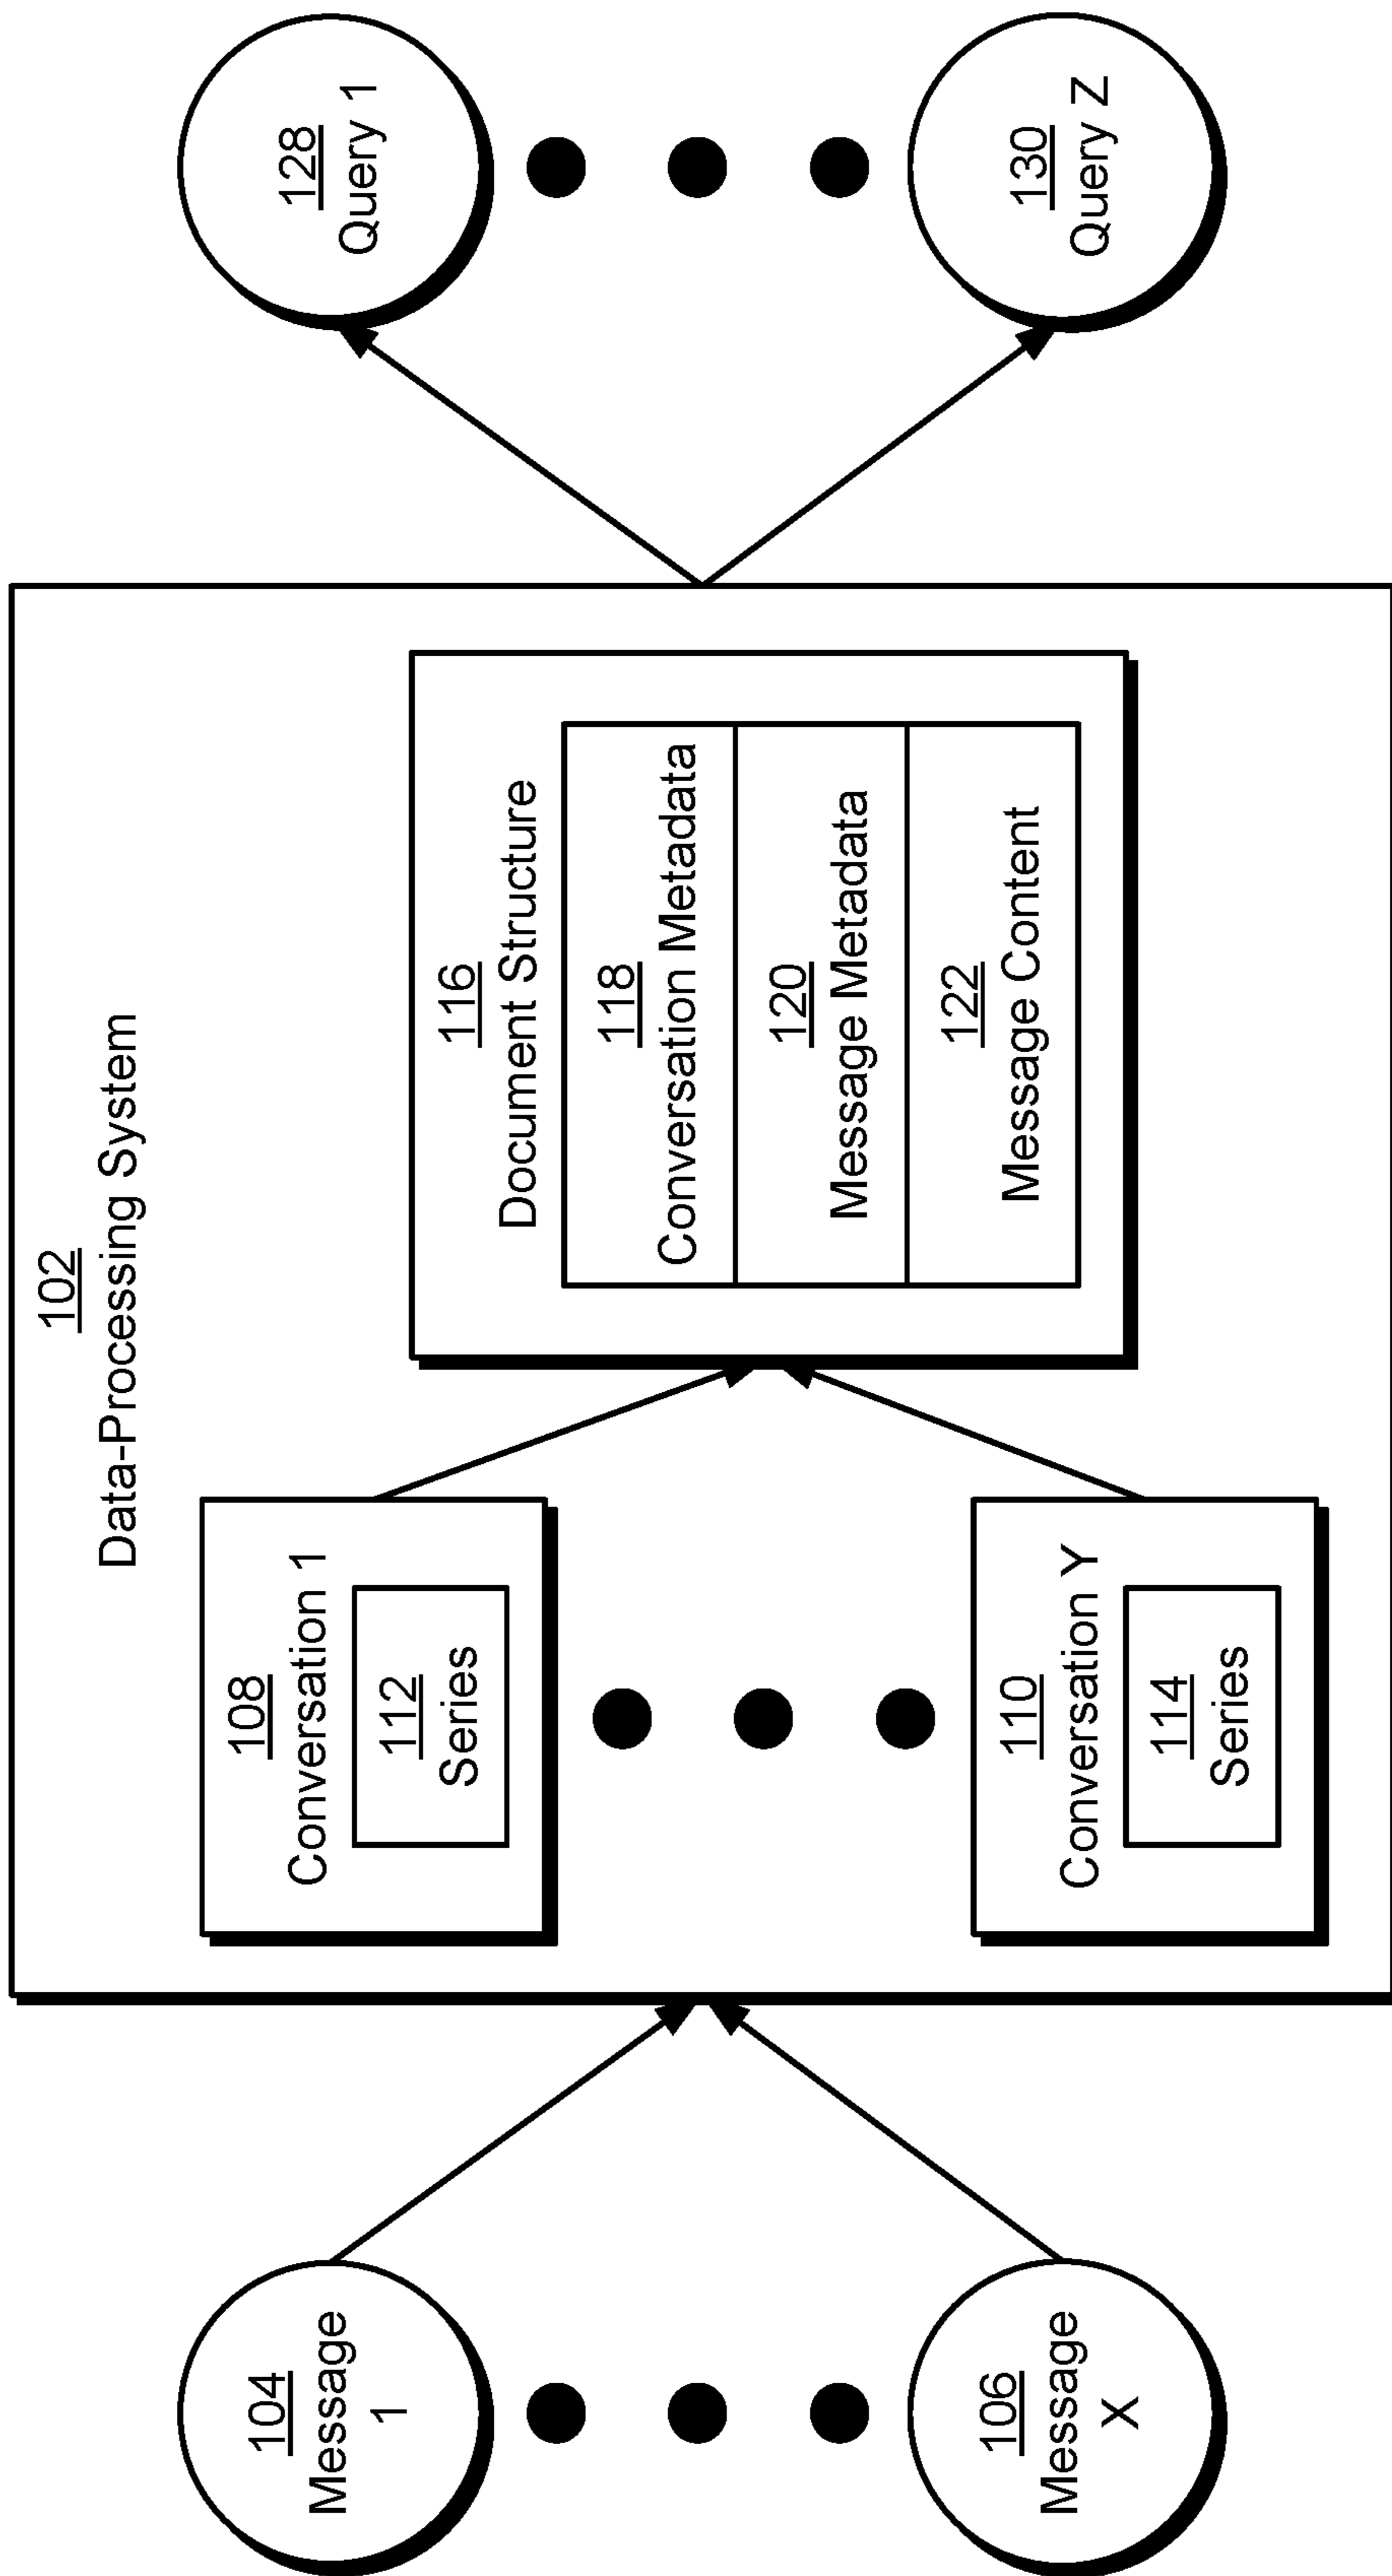 102
Data-Processing System
104
Message
1
106
Message
X
108
Conversation 1
112
Series
110
Conversation Y
114
Series
116
Document Structure
118
Conversation Metadata
120
Message Metadata
122
Message Content
128
Query 1
130
Query Z